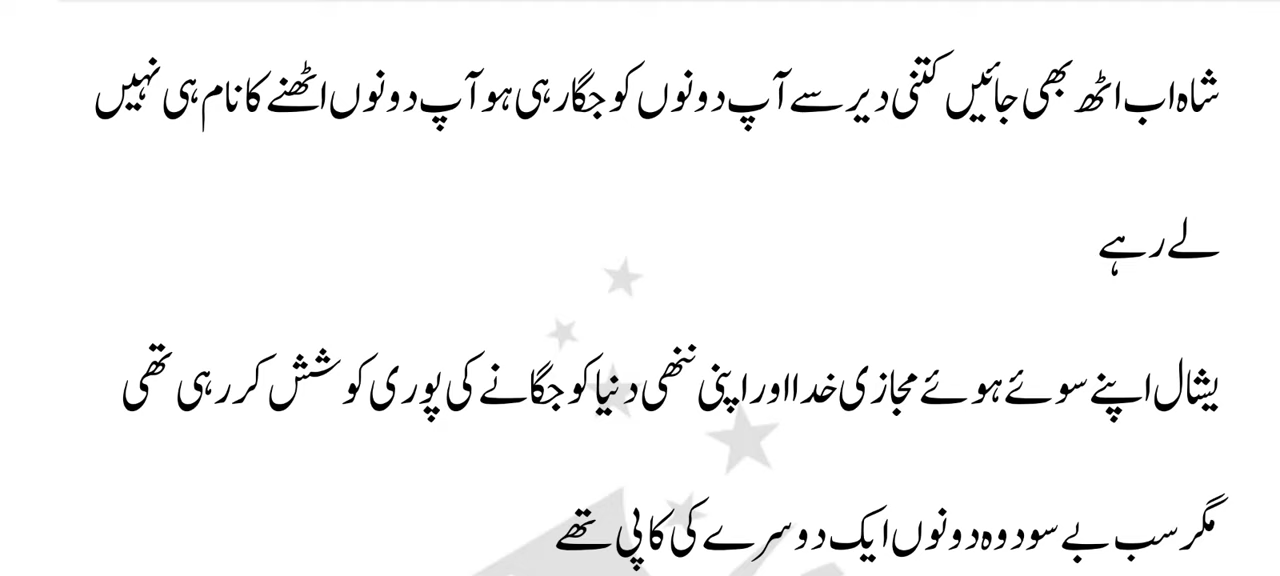 شاہ اب اٹھ بھی جائیں کتنی دیر سے آپ دونوں کو جگا رہی ہو آپ دونوں اٹھنے کا نام ہی نہیں
لے رہے
یشال اپنے سوئے ہوئے مجازی خدا اور اپنی ننھی دنیا کو جگانے کی پوری کوشش کر رہی تھی
مگر سب بے سود وہ دونوں ایک دوسرے کی کاپی تھے